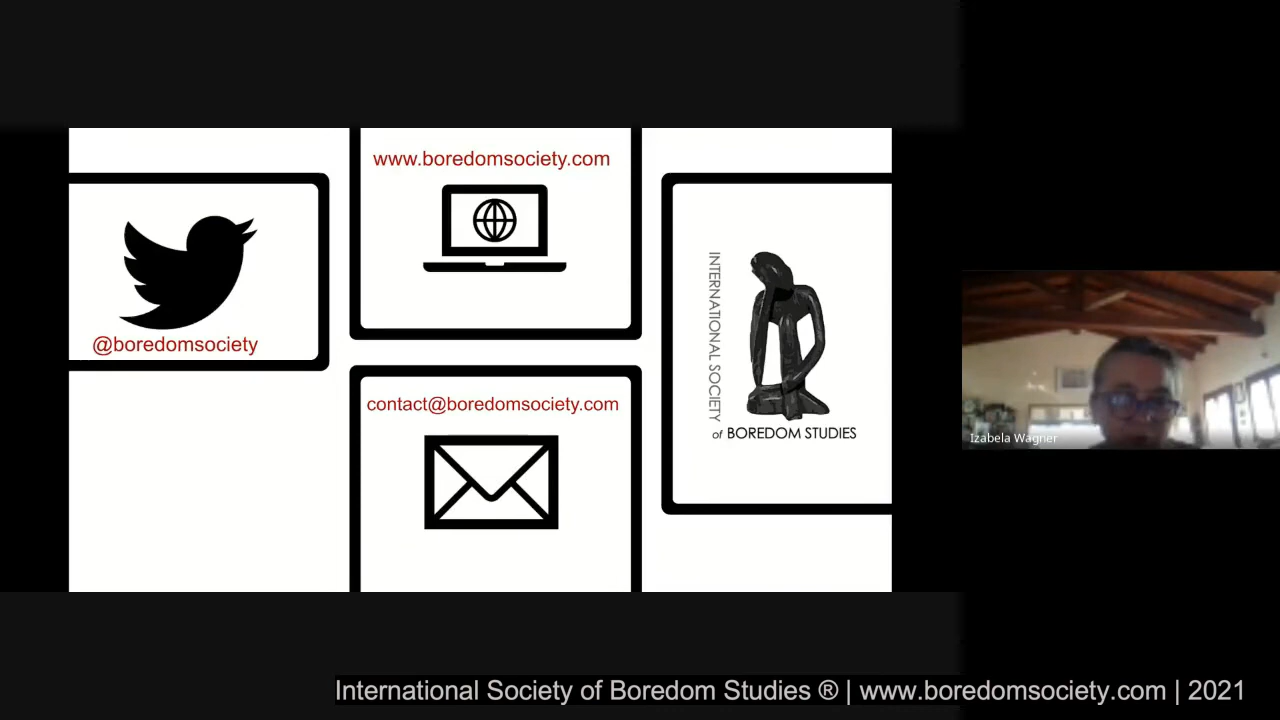 www.boredomsociety.com
@boredomsociety
contact@boredomsociety.com
INTERNATIONAL SOCIETY
of BOREDOM STUDIES
Izabela Wagner
International Society of Boredom Studies ® | www.boredomsociety.com | 2021